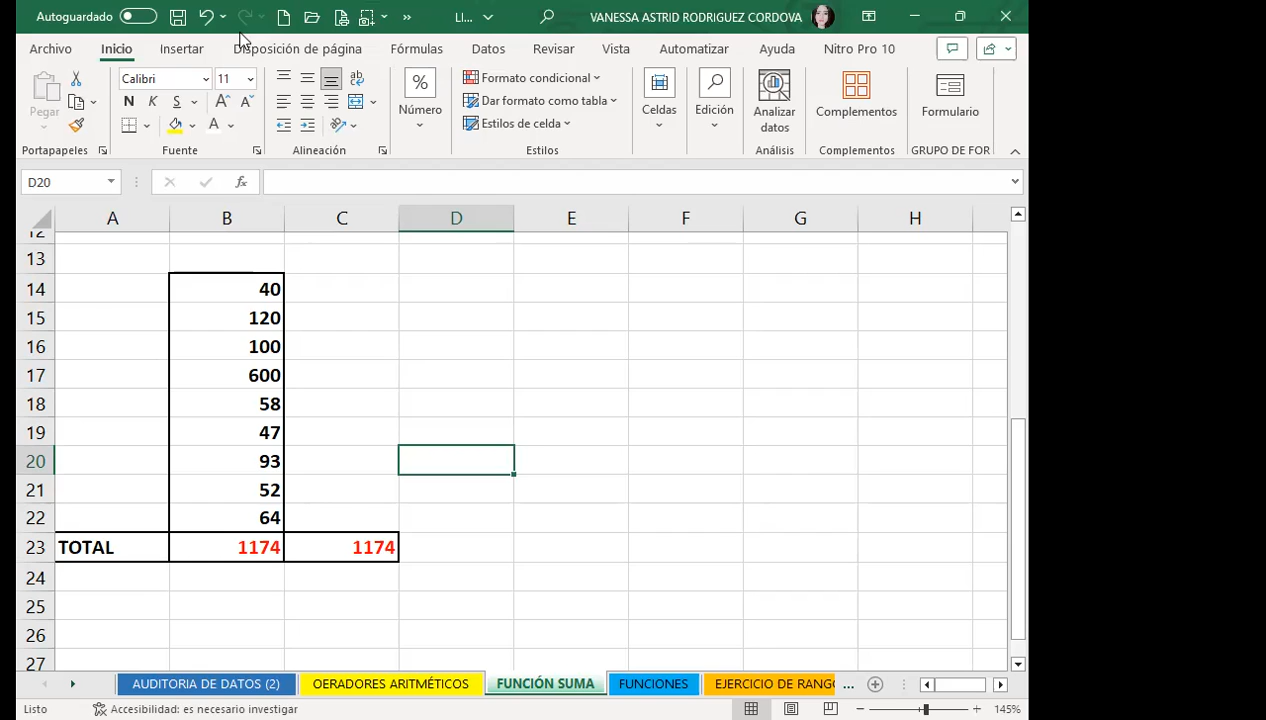 Autoguardado LI... VANESSA ASTRID RODRIGUEZ CORDOVA
Archivo Inicio Insertar Disposición de página Fórmulas Datos Revisar Vista Automatizar Ayuda Nitro Pro 10
Pegar
Calibri 11
N K S
A A
A
%
Número
Formato condicional
Dar formato como tabla
Estilos de celda
Celdas
Edición
Analizar
datos
Complementos
Formulario
Portapapeles Fuente Alineación Estilos Análisis Complementos GRUPO DE FOR
D20 fx
A B C D E F G H
12
13
14 40
15 120
16 100
17 600
18 58
19 47
20 93
21 52
22 64
23 TOTAL 1174 1174
24
25
26
27
AUDITORIA DE DATOS (2) OERADORES ARITMÉTICOS FUNCIÓN SUMA FUNCIONES EJERCICIO DE RANGO ...
Listo Accesibilidad: es necesario investigar 145%